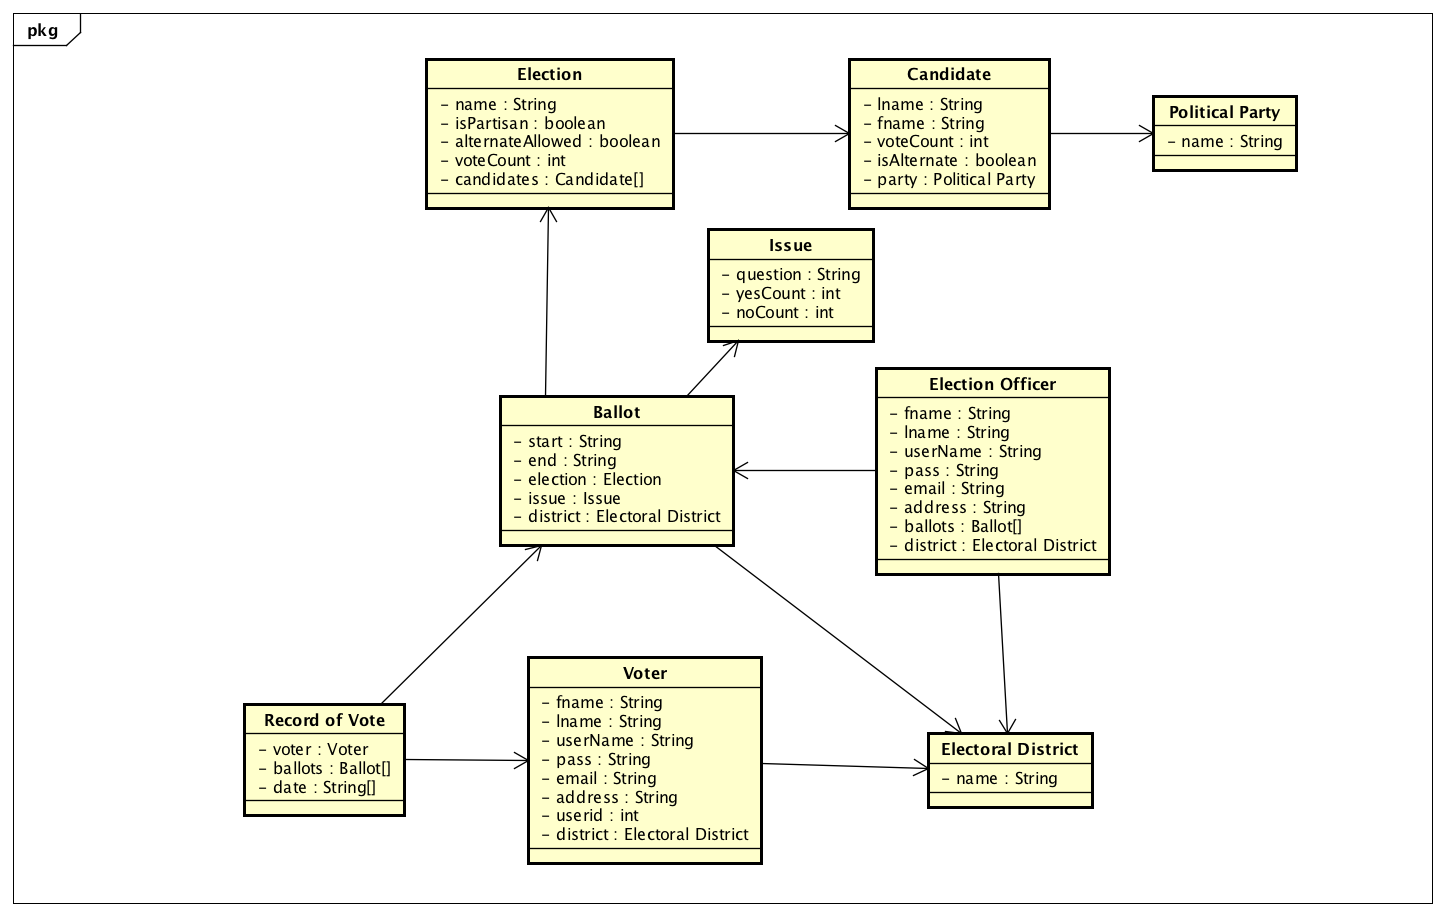 pkg
Election
- name : String
- isPartisan : boolean
- alternateAllowed : boolean
- voteCount : int
- candidates : Candidate[]
Candidate
- lname : String
- fname : String
- voteCount : int
- isAlternate : boolean
- party : Political Party
Political Party
- name : String
Issue
- question : String
- yesCount : int
- noCount : int
Ballot
- start : String
- end : String
- election : Election
- issue : Issue
- district : Electoral District
Election Officer
- fname : String
- lname : String
- userName : String
- pass : String
- email : String
- address : String
- ballots : Ballot[]
- district : Electoral District
Record of Vote
- voter : Voter
- ballots : Ballot[]
- date : String[]
Voter
- fname : String
- lname : String
- userName : String
- pass : String
- email : String
- address : String
- userid : int
- district : Electoral District
Electoral District
- name : String